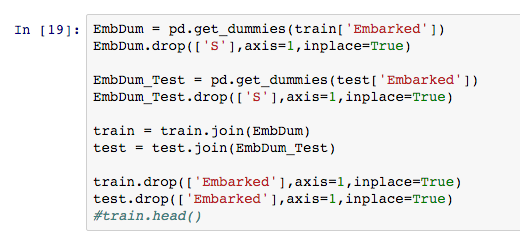 In [19]: EmbDum = pd.get_dummies(train['Embarked'])
EmbDum.drop(['S'],axis=1,inplace=True)
EmbDum_Test = pd.get_dummies(test['Embarked'])
EmbDum_Test.drop(['S'],axis=1,inplace=True)
train = train.join(EmbDum)
test = test.join(EmbDum_Test)
train.drop(['Embarked'],axis=1,inplace=True)
test.drop(['Embarked'],axis=1,inplace=True)
#train.head()